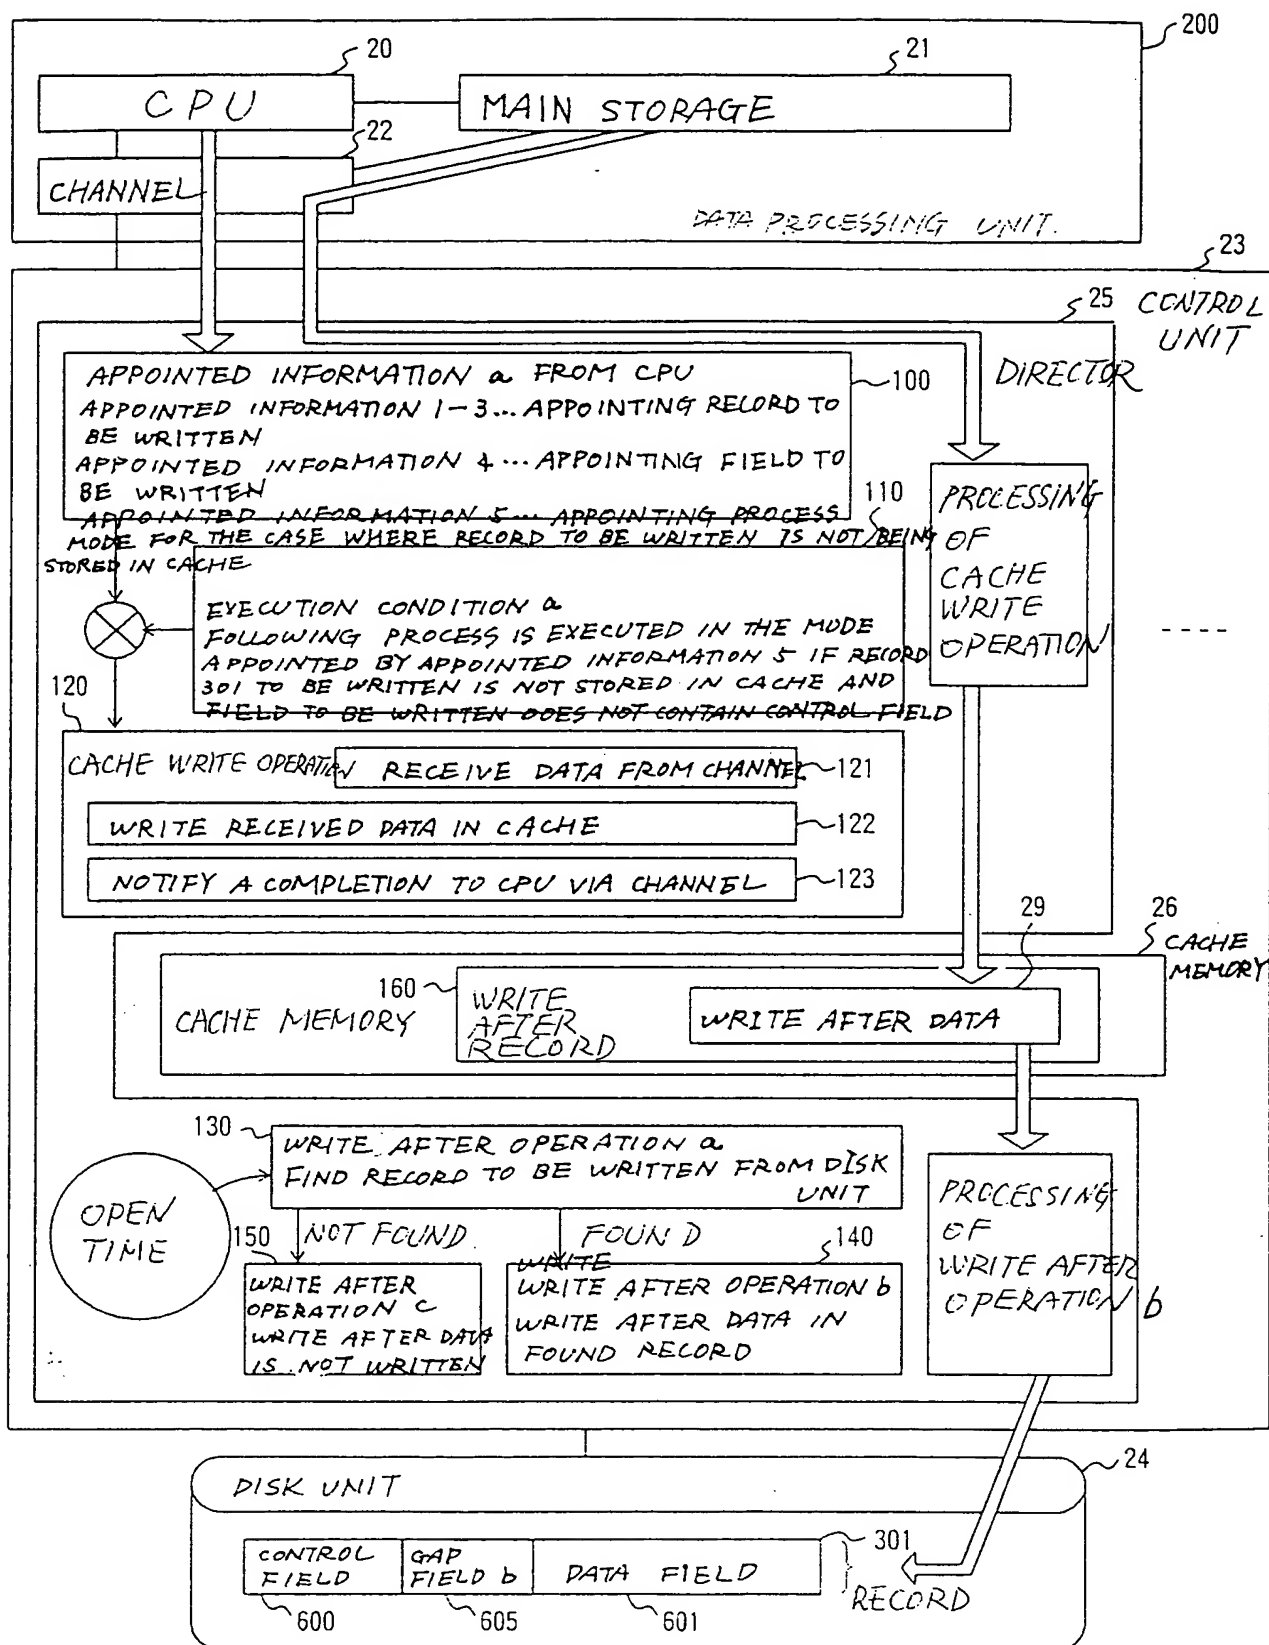 200
20
21
CPU
MAIN STORAGE
22
CHANNEL
DATA PROCESSING UNIT.
23
25
CONTROL
UNIT
DIRECTOR
APPOINTED INFORMATION a FROM CPU
100
APPOINTED INFORMATION 1-3... APPOINTING RECORD TO
BE WRITTEN
APPOINTED INFORMATION 4 ... APPOINTING FIELD TO
BE WRITTEN
110
APPOINTED INFORMATION 5... APPOINTING PROCESS
MODE FOR THE CASE WHERE RECORD TO BE WRITTEN IS NOT BEING
STORED IN CACHE
PROCESSING
OF
CACHE
WRITE
OPERATION
EXECUTION CONDITION a
FOLLOWING PROCESS IS EXECUTED IN THE MODE
APPOINTED BY APPOINTED INFORMATION 5 IF RECORD
301 TO BE WRITTEN IS NOT STORED IN CACHE AND
FIELD TO BE WRITTEN DOES NOT CONTAIN CONTROL FIELD
120
CACHE WRITE OPERATION
RECEIVE DATA FROM CHANNEL
121
WRITE RECEIVED DATA IN CACHE
122
NOTIFY A COMPLETION TO CPU VIA CHANNEL
123
29
26
CACHE
MEMORY
160
CACHE MEMORY
WRITE
AFTER
RECORD
WRITE AFTER DATA
130
WRITE AFTER OPERATION a
FIND RECORD TO BE WRITTEN FROM DISK
UNIT
OPEN
TIME
NOT FOUND
FOUND
150
140
WRITE AFTER
OPERATION C
WRITE AFTER DATA
IS NOT WRITTEN
WRITE
WRITE AFTER OPERATION b
WRITE AFTER DATA IN
FOUND RECORD
PROCESSING
OF
WRITE AFTER
OPERATION b
24
DISK UNIT
301
CONTROL
FIELD
GAP
FIELD b
DATA FIELD
RECORD
600
605
601